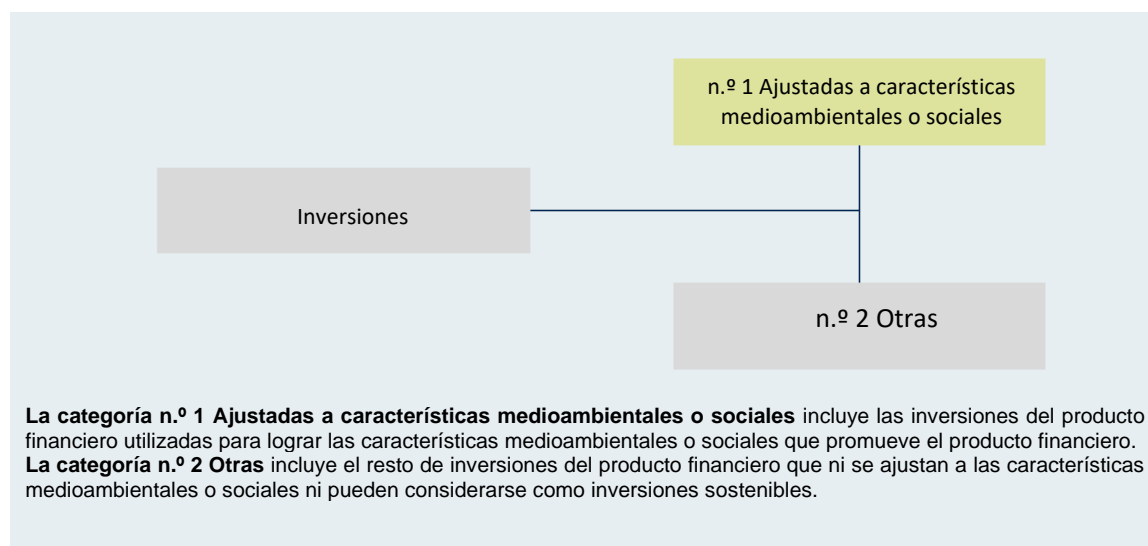 n.º 1 Ajustadas a características
medioambientales o sociales
Inversiones
n.º 2 Otras
La categoría n.º 1 Ajustadas a características medioambientales o sociales incluye las inversiones del producto
financiero utilizadas para lograr las características medioambientales o sociales que promueve el producto financiero.
La categoría n.º 2 Otras incluye el resto de inversiones del producto financiero que ni se ajustan a las características
medioambientales o sociales ni pueden considerarse como inversiones sostenibles.